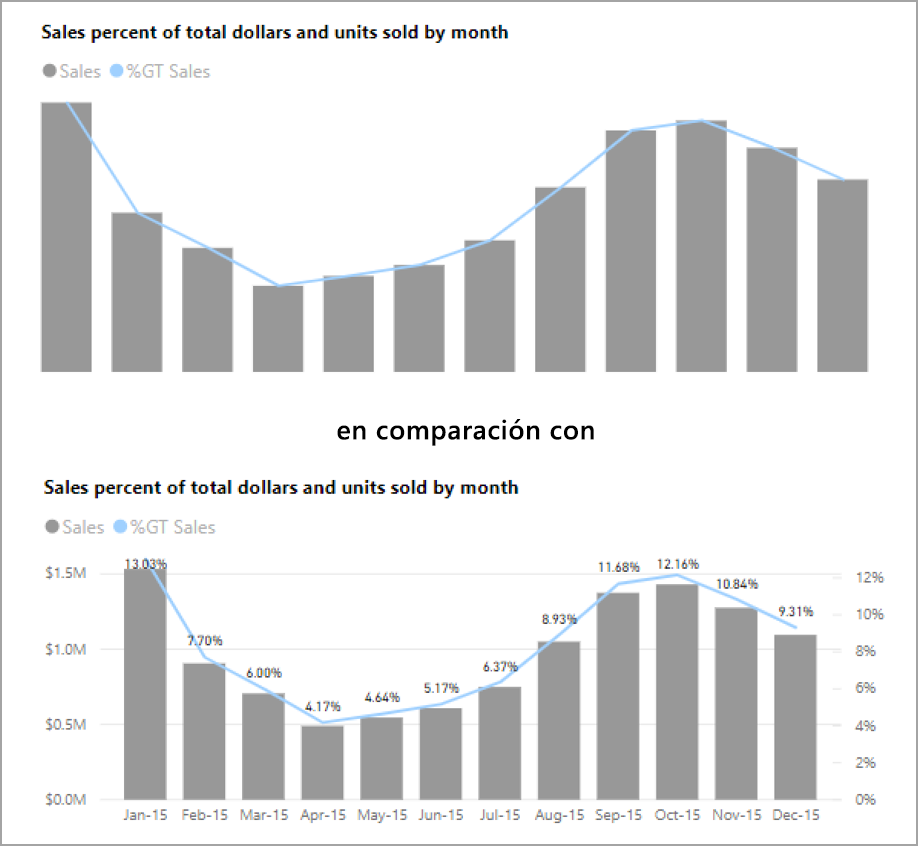 Sales percent of total dollars and units sold by month
Sales %GT Sales
en comparación con
Sales percent of total dollars and units sold by month
Sales %GT Sales
$1.5M 13.03% 7.70% 6.00% 4.17% 4.64% 5.17% 6.37% 8.93% 11.68% 12.16% 10.84% 9.31% 12%
10%
$1.0M 8%
6%
$0.5M 4%
2%
$0.0M 0%
Jan-15 Feb-15 Mar-15 Apr-15 May-15 Jun-15 Jul-15 Aug-15 Sep-15 Oct-15 Nov-15 Dec-15